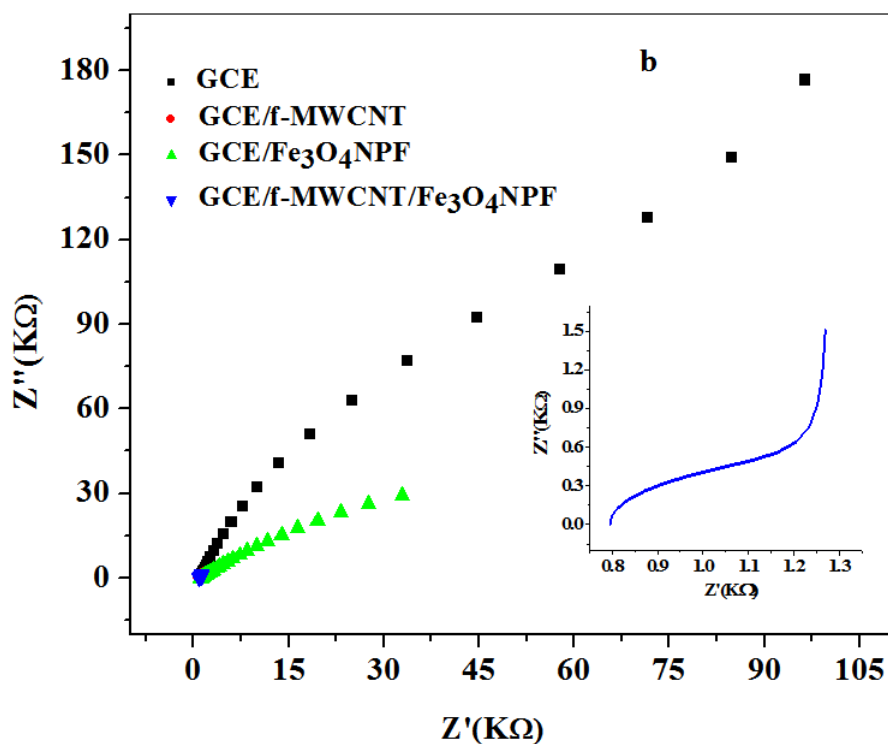 b
GCE
GCE/f-MWCNT
GCE/Fe₃O₄NPF
GCE/f-MWCNT/Fe₃O₄NPF
180
150
120
90
60
30
0
Z''(KΩ)
0 15 30 45 60 75 90 105
Z'(KΩ)
1.5
1.2
0.9
0.6
0.3
0.0
Z''(KΩ)
0.8 0.9 1.0 1.1 1.2 1.3
Z'(KΩ)